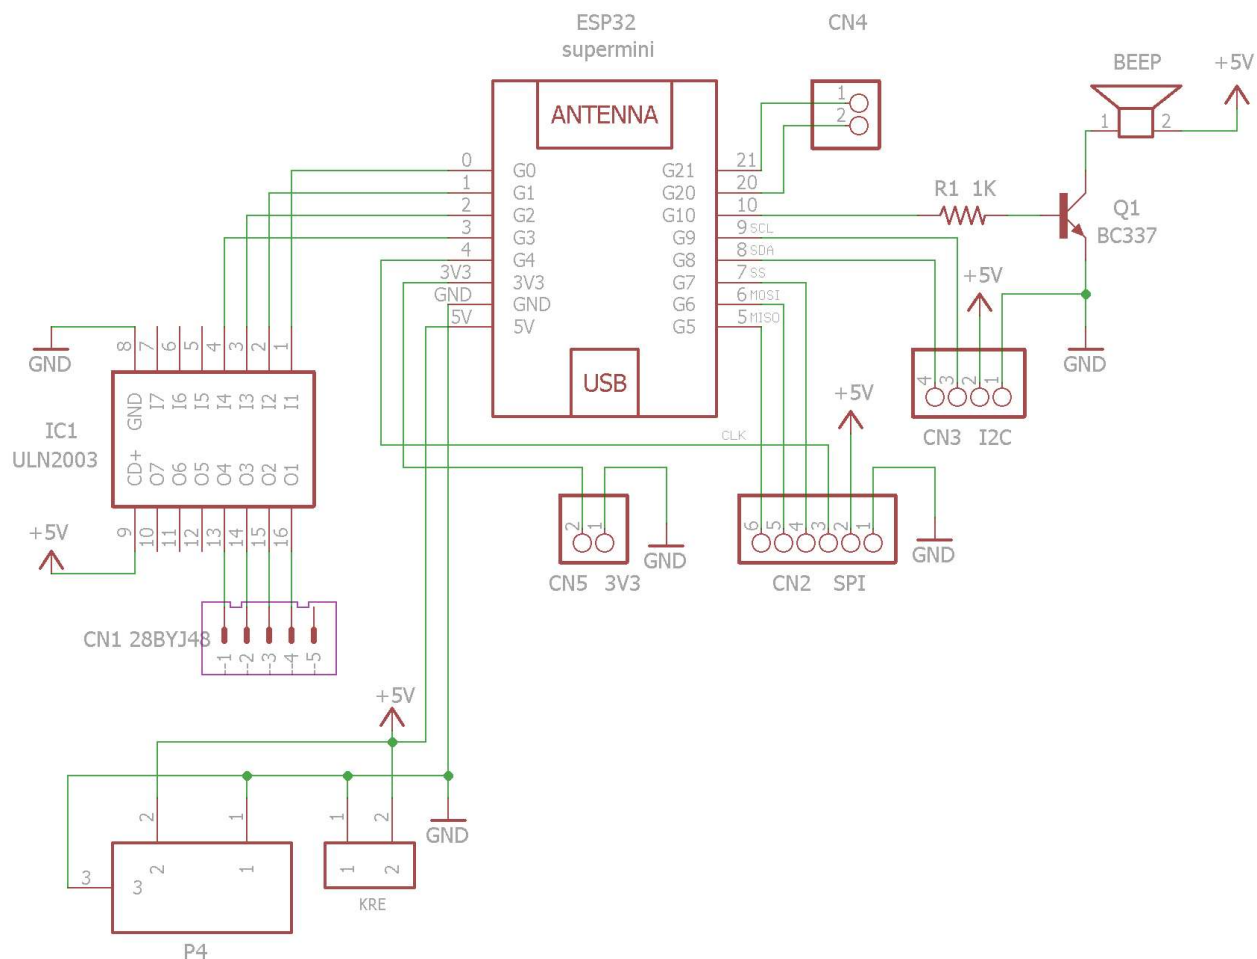 ESP32
supermini
CN4
BEEP
+5V
ANTENNA
1
2
1 2
0 G0
1 G1
2 G2
3 G3
4 G4
3V3 3V3
GND GND
5V 5V
G21 21
G20 20
G10 10
G9 9 SCL
G8 8 SDA
G7 7 SS
G6 6 MOSI
G5 5 MISO
R1 1K
Q1
BC337
+5V
GND
USB
4 3 2 1
CN3 I2C
GND
8 7 6 5 4 3 2 1
GND I7 I6 I5 I4 I3 I2 I1
IC1
ULN2003
CD+ O7 O6 O5 O4 O3 O2 O1
9 10 11 12 13 14 15 16
+5V
CLK
+5V
2 1
CN5 3V3
GND
6 5 4 3 2 1
CN2 SPI
GND
CN1 28BYJ48
1 2 3 4 5
+5V
2 1
1 2
GND
3 3
2 1
P4
1 2
KRE